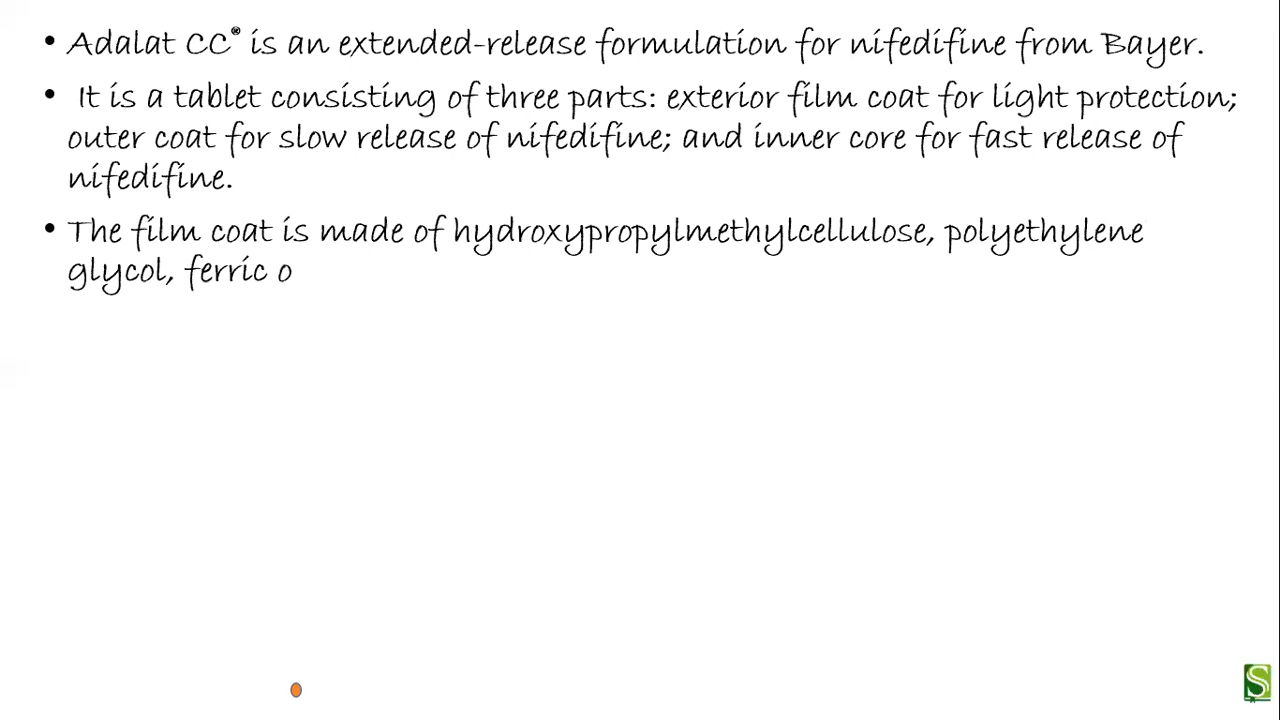 • Adalat CC® is an extended-release formulation for nifedifine from Bayer.
• It is a tablet consisting of three parts: exterior film coat for light protection;
outer coat for slow release of nifedifine; and inner core for fast release of
nifedifine.
• The film coat is made of hydroxypropylmethylcellulose, polyethylene
glycol, ferric o
S